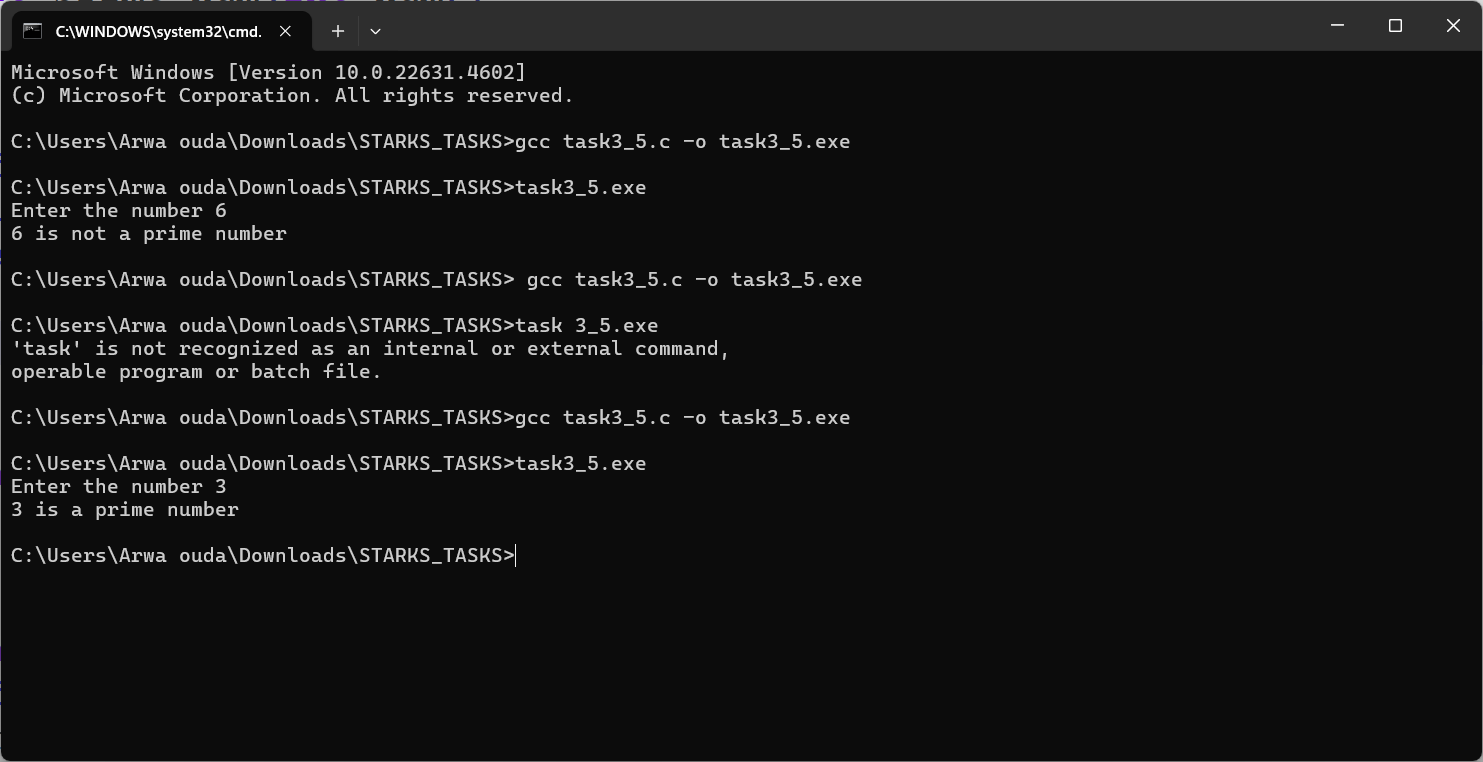 C:\WINDOWS\system32\cmd.
Microsoft Windows [Version 10.0.22631.4602]
(c) Microsoft Corporation. All rights reserved.
C:\Users\Arwa ouda\Downloads\STARKS_TASKS>gcc task3_5.c -o task3_5.exe
C:\Users\Arwa ouda\Downloads\STARKS_TASKS>task3_5.exe
Enter the number 6
6 is not a prime number
C:\Users\Arwa ouda\Downloads\STARKS_TASKS> gcc task3_5.c -o task3_5.exe
C:\Users\Arwa ouda\Downloads\STARKS_TASKS>task 3_5.exe
'task' is not recognized as an internal or external command,
operable program or batch file.
C:\Users\Arwa ouda\Downloads\STARKS_TASKS>gcc task3_5.c -o task3_5.exe
C:\Users\Arwa ouda\Downloads\STARKS_TASKS>task3_5.exe
Enter the number 3
3 is a prime number
C:\Users\Arwa ouda\Downloads\STARKS_TASKS>